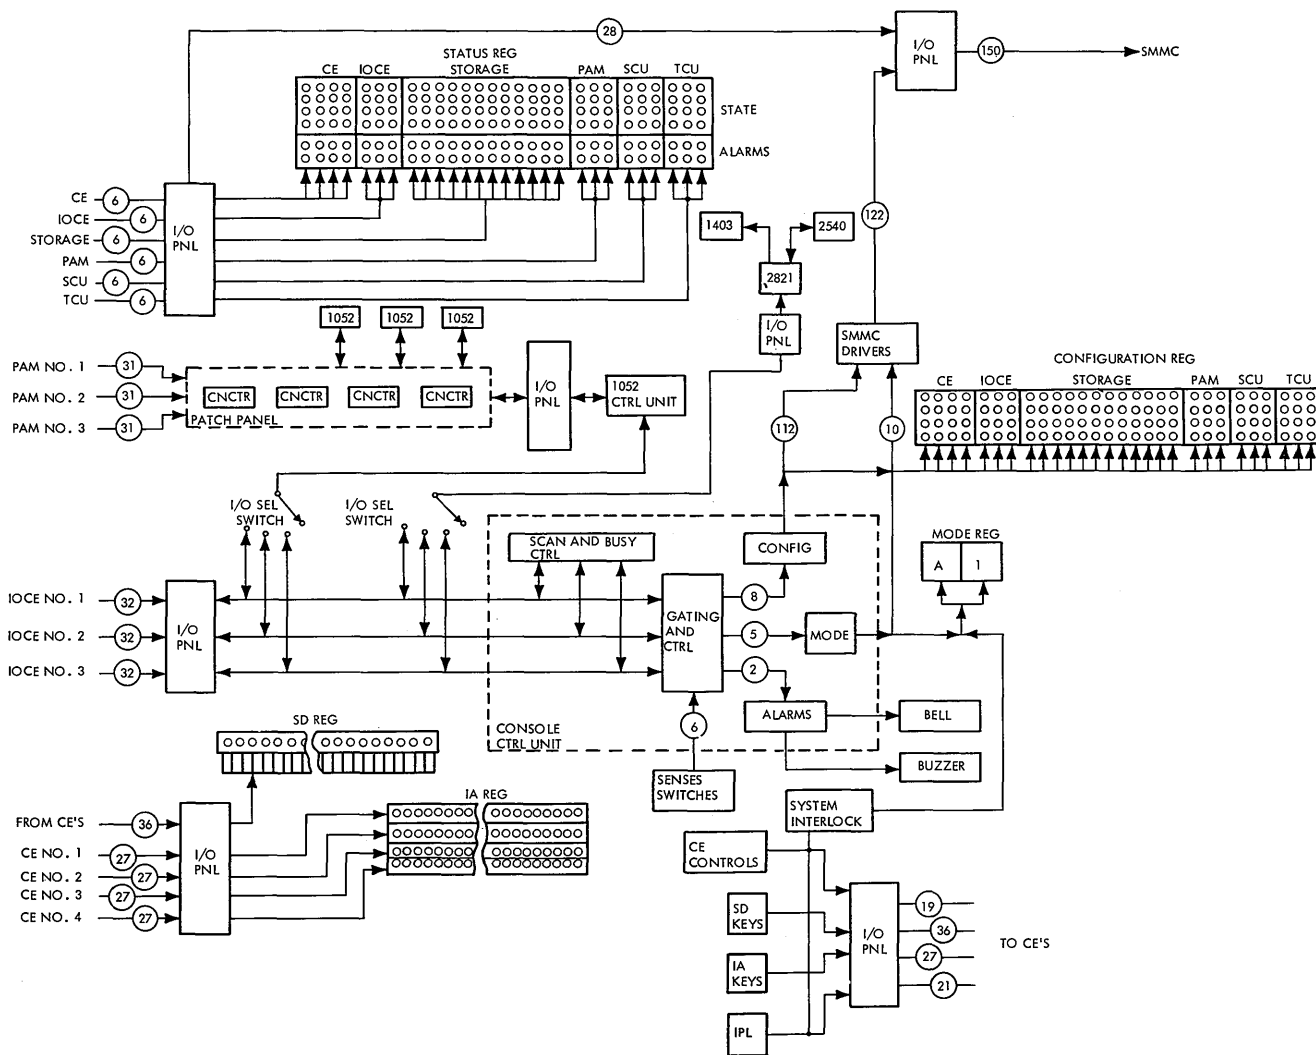 28
I/O
PNL
150
SMMC
STATUS REG
CE IOCE STORAGE PAM SCU TCU
STATE
ALARMS
CE 6
IOCE 6
STORAGE 6
PAM 6
SCU 6
TCU 6
I/O
PNL
122
1403
2540
2821
I/O
PNL
SMMC
DRIVERS
1052
1052
1052
PAM NO. 1 31
PAM NO. 2 31
PAM NO. 3 31
CNCTR CNCTR CNCTR CNCTR
PATCH PANEL
I/O
PNL
1052
CTRL UNIT
112
10
CONFIGURATION REG
CE IOCE STORAGE PAM SCU TCU
I/O SEL
SWITCH
I/O SEL
SWITCH
SCAN AND BUSY
CTRL
CONFIG
MODE REG
A 1
IOCE NO. 1 32
IOCE NO. 2 32
IOCE NO. 3 32
I/O
PNL
GATING
AND
CTRL
8
5
2
MODE
ALARMS
BELL
BUZZER
6
CONSOLE
CTRL UNIT
SENSES
SWITCHES
SD REG
IA REG
FROM CE'S 36
CE NO. 1 27
CE NO. 2 27
CE NO. 3 27
CE NO. 4 27
I/O
PNL
SYSTEM
INTERLOCK
CE
CONTROLS
SD
KEYS
IA
KEYS
IPL
I/O
PNL
19
36
27
21
TO CE'S